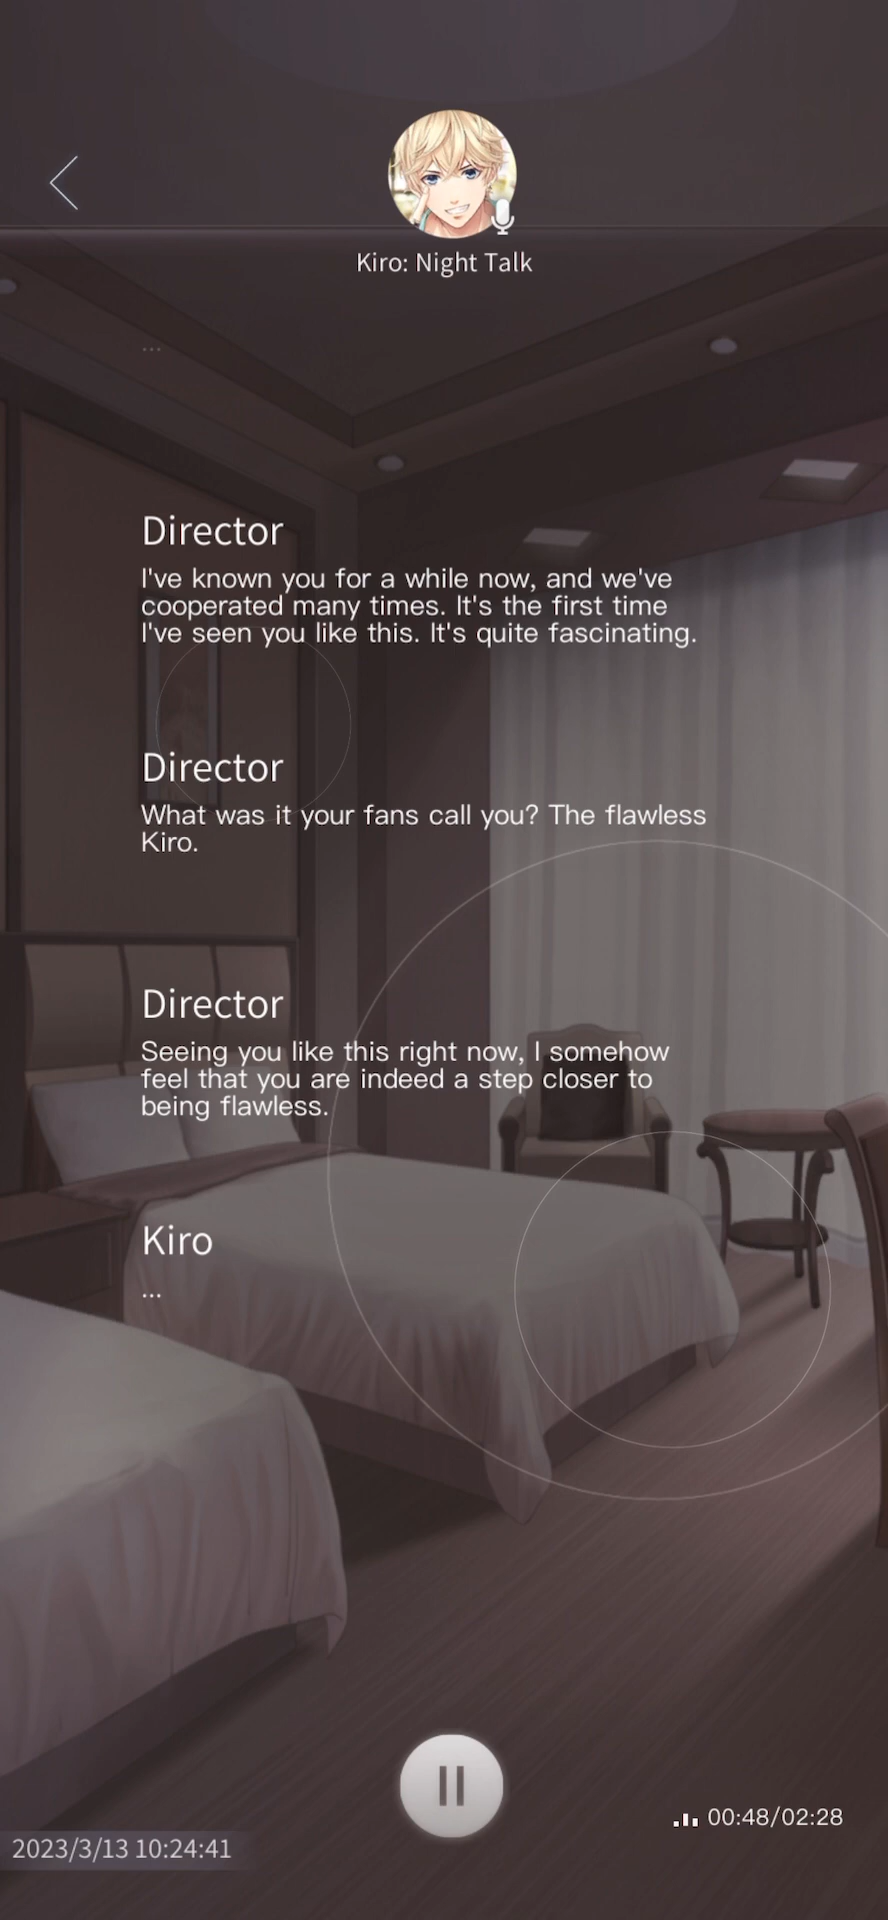 Kiro: Night Talk
...
Director
I've known you for a while now, and we've
cooperated many times. It's the first time
I've seen you like this. It's quite fascinating.
Director
What was it your fans call you? The flawless
Kiro.
Director
Seeing you like this right now, I somehow
feel that you are indeed a step closer to
being flawless.
Kiro
...
00:48/02:28
2023/3/13 10:24:41